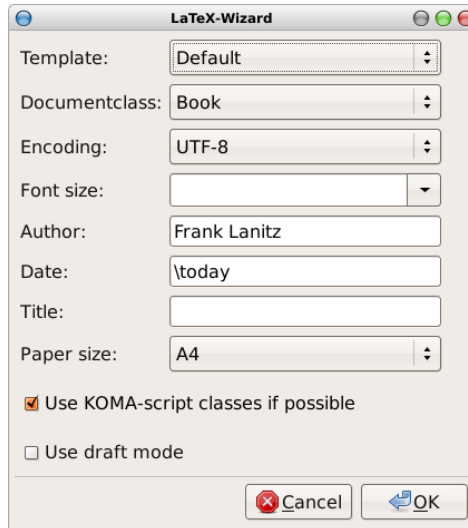 LaTeX-Wizard
Template: Default
Documentclass: Book
Encoding: UTF-8
Font size:
Author: Frank Lanitz
Date: \today
Title:
Paper size: A4
Use KOMA-script classes if possible
Use draft mode
Cancel OK